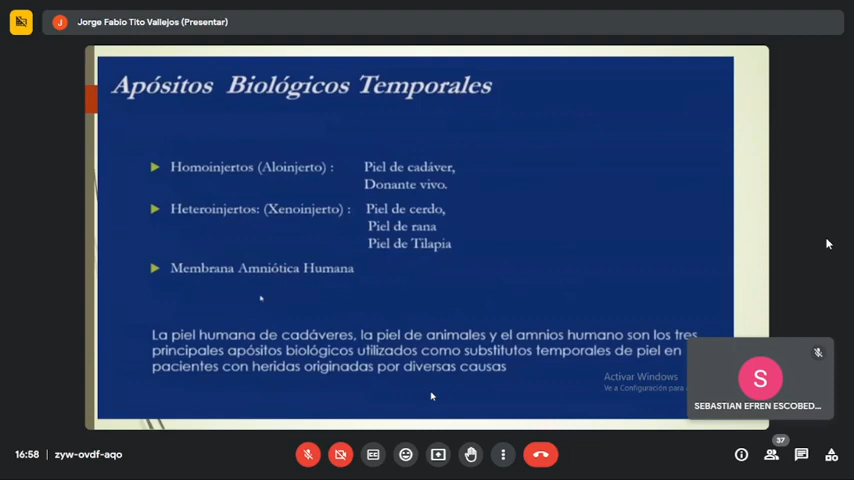 J Jorge Fabio Tito Vallejos (Presentar)
Apósitos Biológicos Temporales
Homoinjertos (Aloinjerto) : Piel de cadáver,
Donante vivo.
Heteroinjertos: (Xenoinjerto) : Piel de cerdo,
Piel de rana
Piel de Tilapia
Membrana Amniótica Humana
La piel humana de cadáveres, la piel de animales y el amnios humano son los tres
principales apósitos biológicos utilizados como substitutos temporales de piel en
pacientes con heridas originadas por diversas causas
Activar Windows
Ve a Configuración para
S
SEBASTIAN EFREN ESCOBED...
16:58 zyw-ovdf-aqo
37